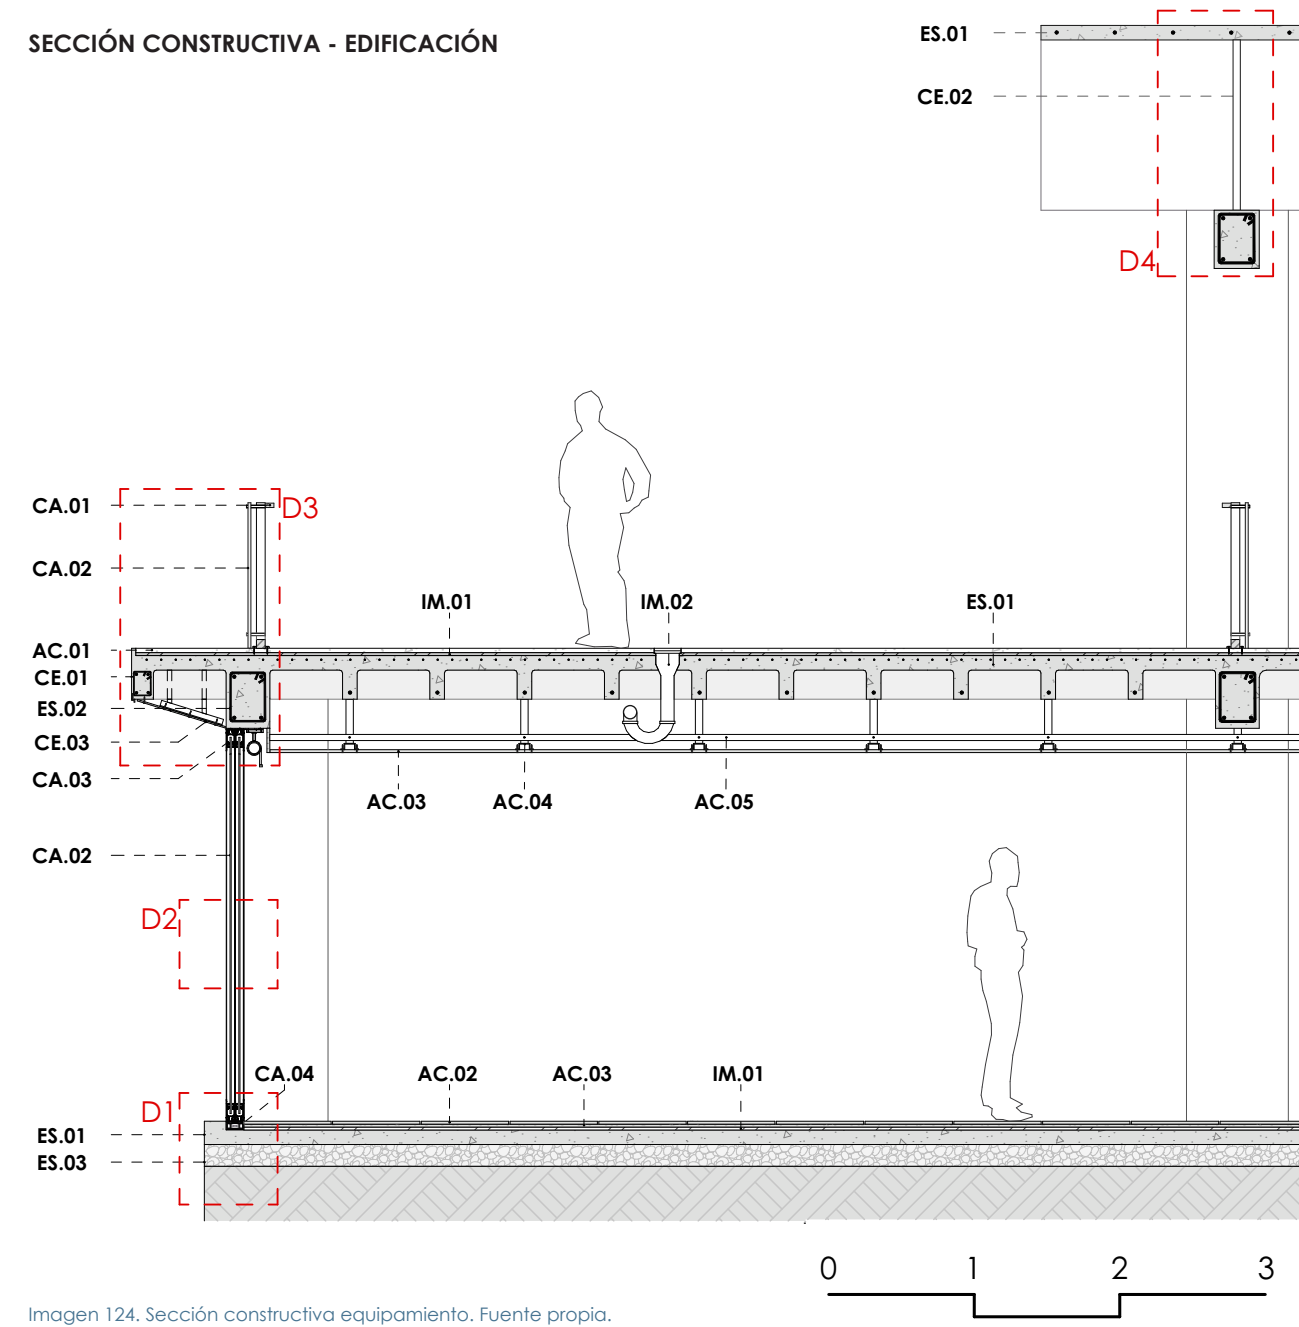 SECCIÓN CONSTRUCTIVA - EDIFICACIÓN
ES.01
CE.02
D4
CA.01
D3
CA.02
IM.01
IM.02
ES.01
AC.01
CE.01
ES.02
CE.03
CA.03
AC.03
AC.04
AC.05
CA.02
D2
CA.04
AC.02
AC.03
IM.01
D1
ES.01
ES.03
0 1 2 3
Imagen 124. Sección constructiva equipamiento. Fuente propia.